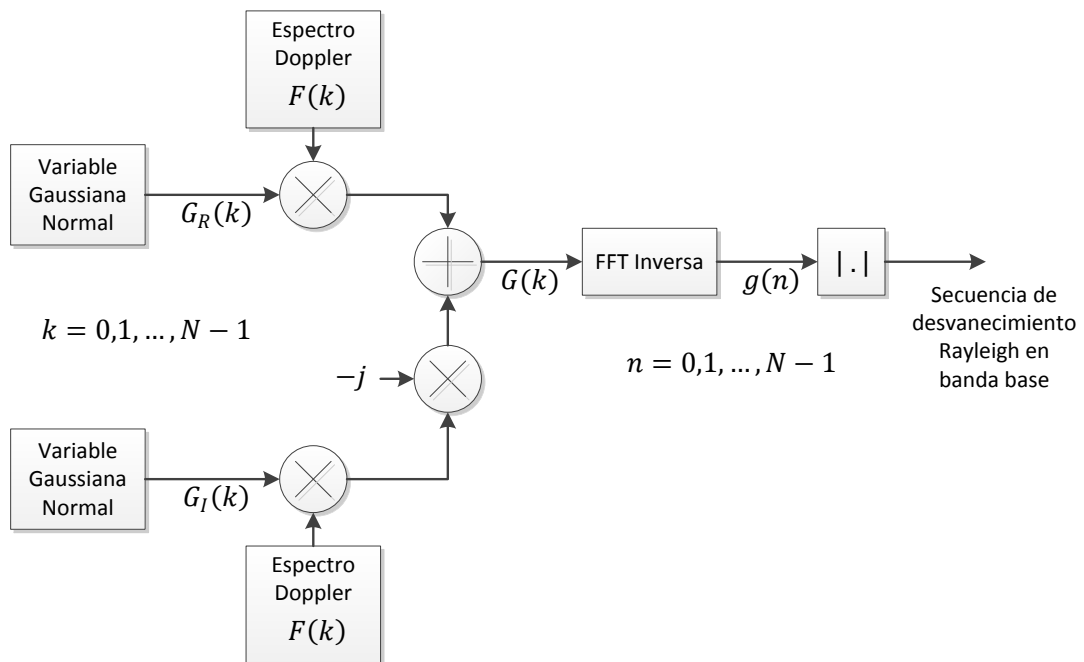 Espectro
Doppler
F(k)
Variable
Gaussiana
Normal
G_R(k)
G(k)
FFT Inversa
g(n)
| . |
Secuencia de
desvanecimiento
Rayleigh en
banda base
k = 0,1, … , N − 1
−j
n = 0,1, … , N − 1
Variable
Gaussiana
Normal
G_I(k)
Espectro
Doppler
F(k)